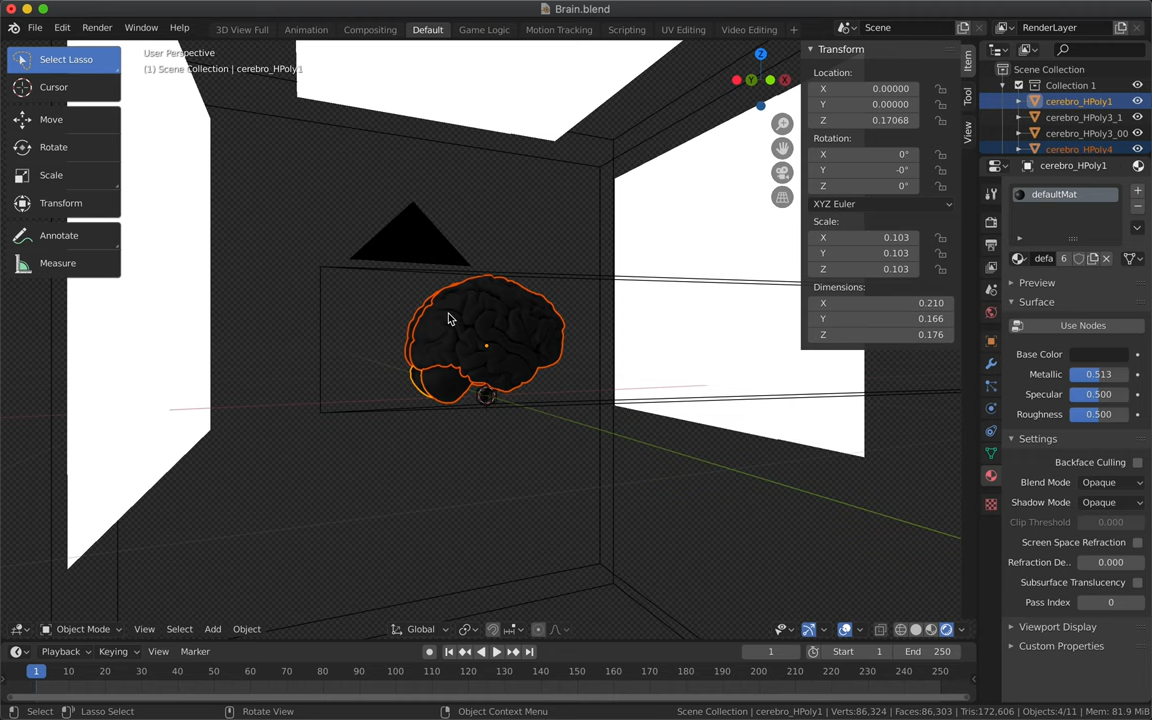 Brain.blend
File Edit Render Window Help 3D View Full Animation Compositing Default Game Logic Motion Tracking Scripting UV Editing Video Editing + Scene RenderLayer
Select Lasso
Cursor
Move
Rotate
Scale
Transform
Annotate
Measure
User Perspective
(1) Scene Collection | cerebro_HPoly1
Z
Y
X
Transform
Location:
X 0.00000
Y 0.00000
Z 0.17068
Rotation:
X 0°
Y -0°
Z 0°
XYZ Euler
Scale:
X 0.103
Y 0.103
Z 0.103
Dimensions:
X 0.210
Y 0.166
Z 0.176
Item
Tool
View
Scene Collection
Collection 1
cerebro_HPoly1
cerebro_HPoly3_1
cerebro_HPoly3_00
cerebro_HPoly4
cerebro_HPoly1
defaultMat
defa 6
Preview
Surface
Use Nodes
Base Color
Metallic 0.513
Specular 0.500
Roughness 0.500
Settings
Backface Culling
Blend Mode Opaque
Shadow Mode Opaque
Clip Threshold 0.000
Screen Space Refraction
Refraction De.. 0.000
Subsurface Translucency
Pass Index 0
Viewport Display
Custom Properties
Object Mode View Select Add Object Global
Playback Keying View Marker 1 Start 1 End 250
1 10 20 30 40 50 60 70 80 90 100 110 120 130 140 150 160 170 180 190 200 210 220 230 240 250
Select Lasso Select Rotate View Object Context Menu Scene Collection | cerebro_HPoly1 | Verts:86,324 | Faces:86,303 | Tris:172,606 | Objects:4/11 | Mem: 81.9 MiB